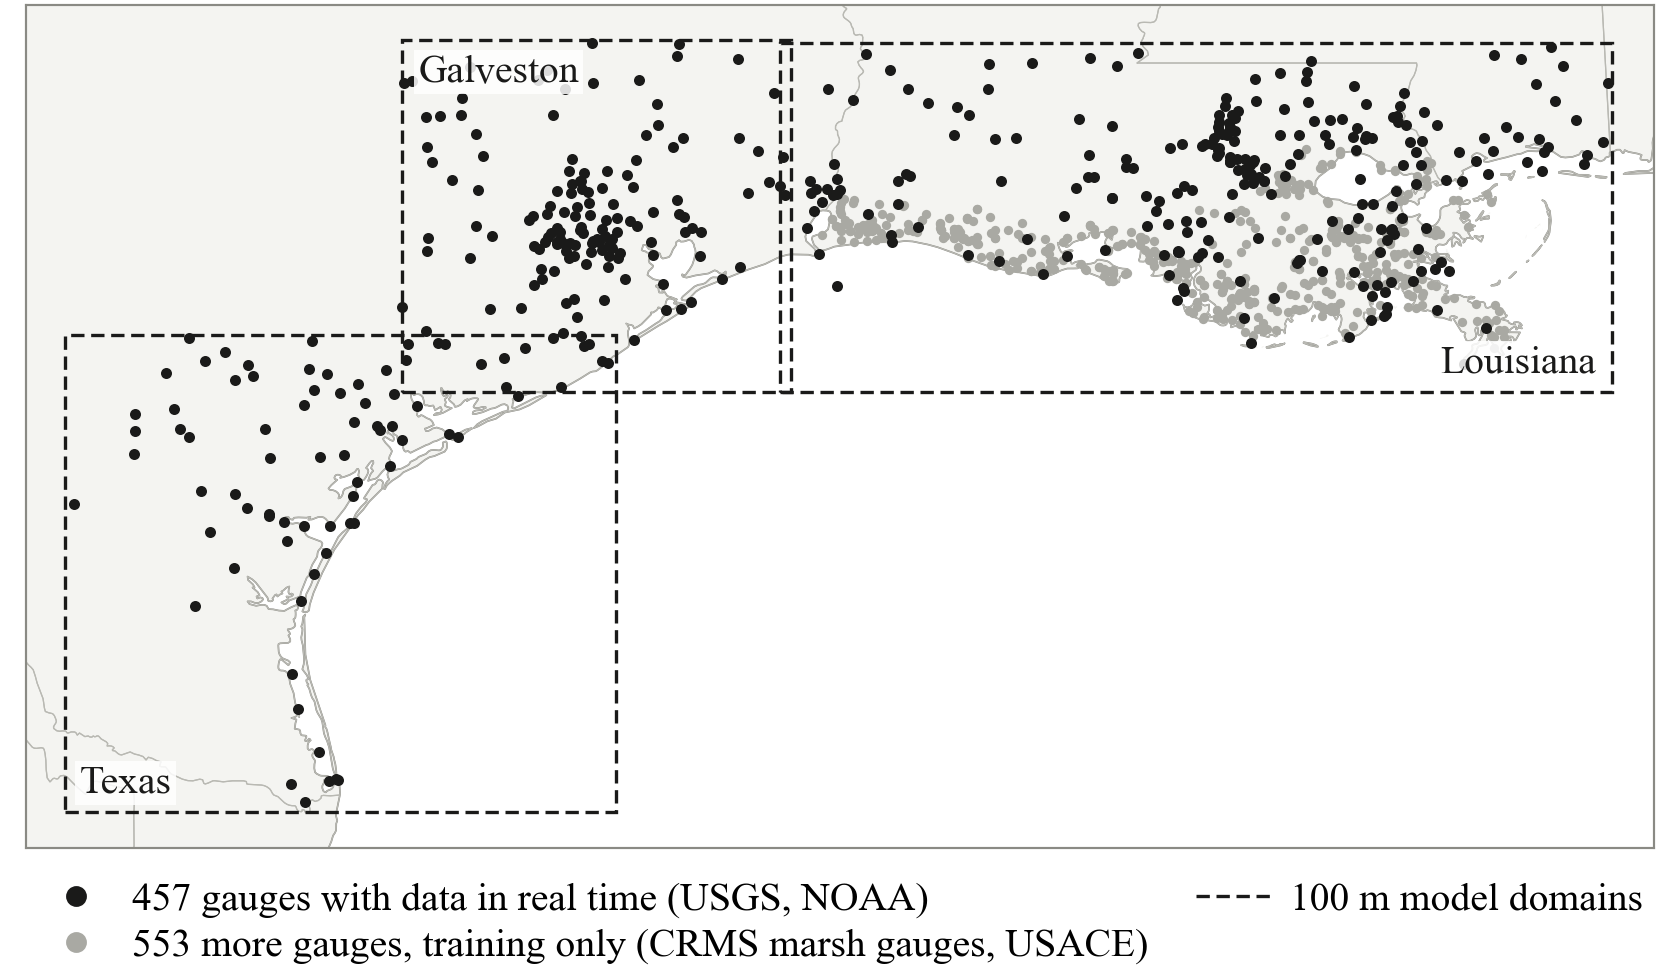 Galveston
Louisiana
Texas
457 gauges with data in real time (USGS, NOAA)
100 m model domains
553 more gauges, training only (CRMS marsh gauges, USACE)